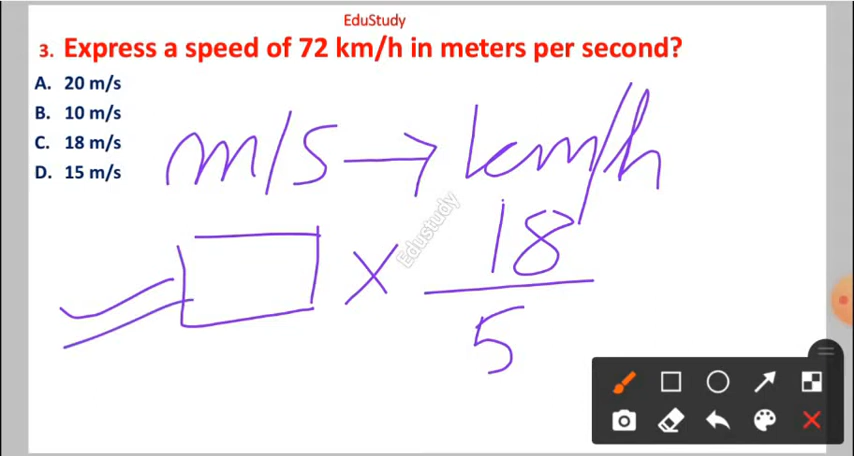 EduStudy
3. Express a speed of 72 km/h in meters per second?
A. 20 m/s
B. 10 m/s
C. 18 m/s
D. 15 m/s
m/s → km/h
Edustudy
× 18
5